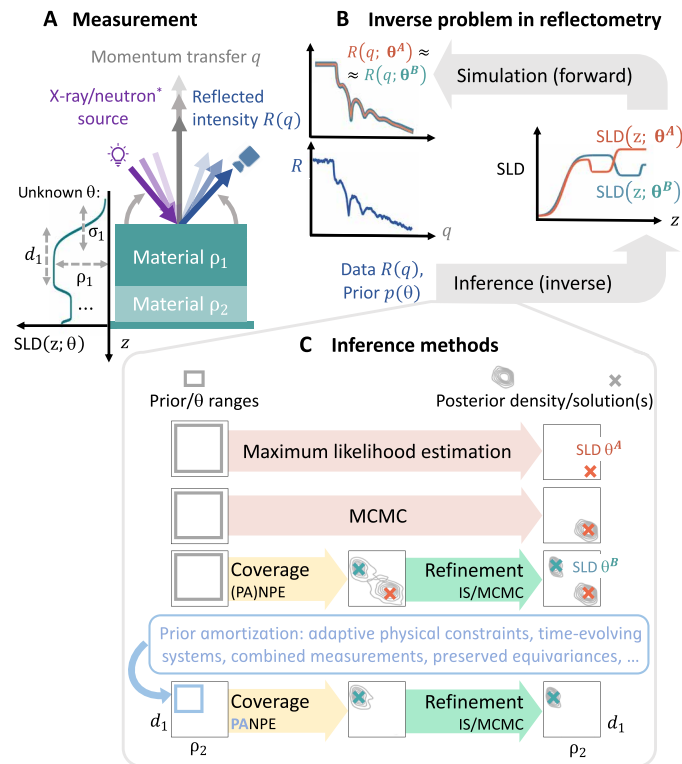 A Measurement
Momentum transfer q
X-ray/neutron*
source
Reflected
intensity R(q)
Unknown θ:
σ1
d1
ρ1
...
Material ρ1
Material ρ2
SLD(z; θ)
z
B Inverse problem in reflectometry
R(q; θ^A) ≈
≈ R(q; θ^B)
Simulation (forward)
R
q
SLD
SLD(z; θ^A)
SLD(z; θ^B)
z
Data R(q),
Prior p(θ)
Inference (inverse)
C Inference methods
Prior/θ ranges
Posterior density/solution(s)
Maximum likelihood estimation
SLD θ^A
MCMC
Coverage
(PA)NPE
Refinement
IS/MCMC
SLD θ^B
Prior amortization: adaptive physical constraints, time-evolving
systems, combined measurements, preserved equivariances, ...
d1
ρ2
Coverage
PANPE
Refinement
IS/MCMC
d1
ρ2